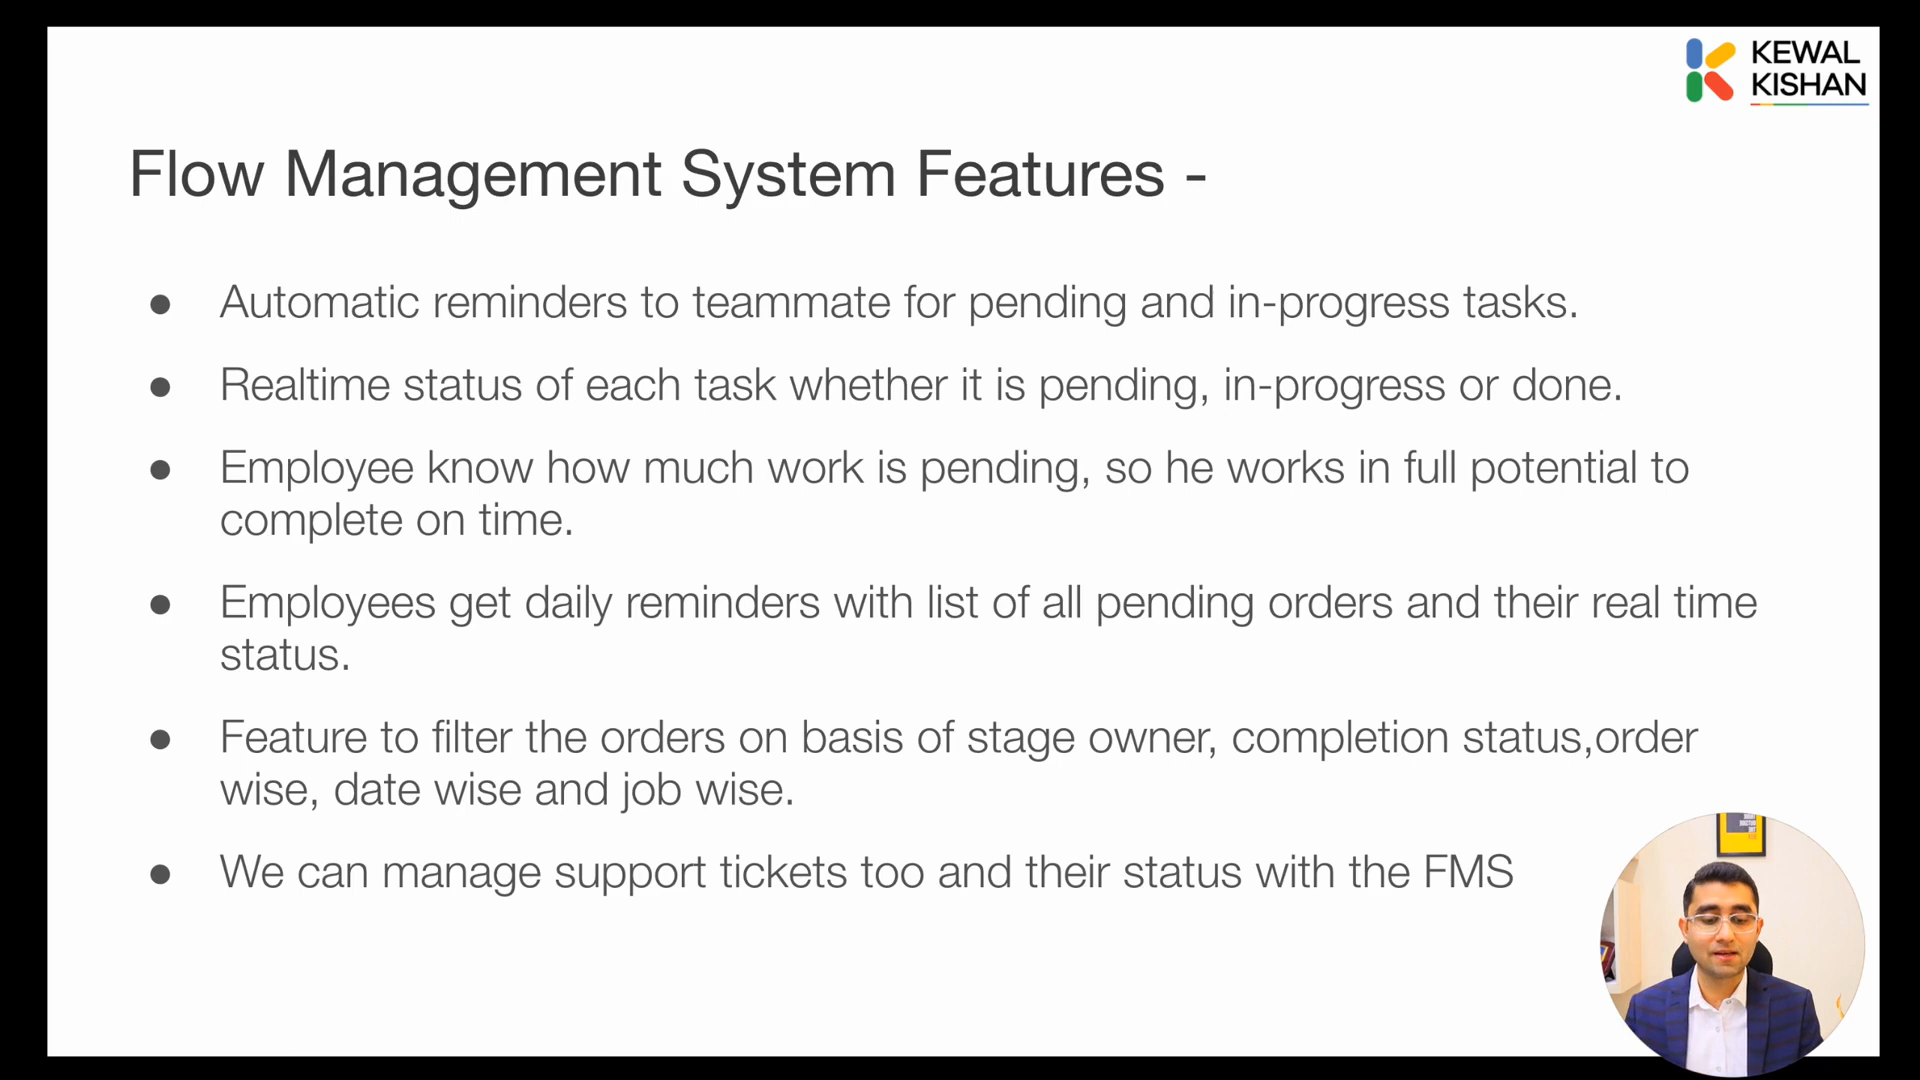 KEWAL
KISHAN
Flow Management System Features -
● Automatic reminders to teammate for pending and in-progress tasks.
● Realtime status of each task whether it is pending, in-progress or done.
● Employee know how much work is pending, so he works in full potential to
complete on time.
● Employees get daily reminders with list of all pending orders and their real time
status.
● Feature to filter the orders on basis of stage owner, completion status,order
wise, date wise and job wise.
● We can manage support tickets too and their status with the FMS